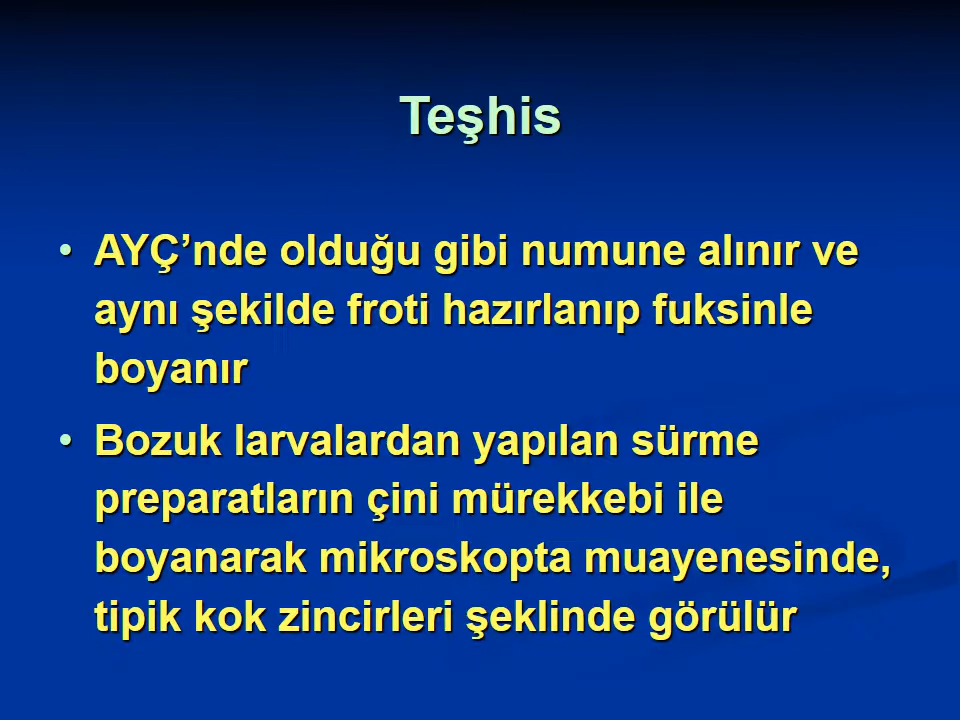 Teşhis
• AYÇ’nde olduğu gibi numune alınır ve
aynı şekilde froti hazırlanıp fuksinle
boyanır
• Bozuk larvalardan yapılan sürme
preparatların çini mürekkebi ile
boyanarak mikroskopta muayenesinde,
tipik kok zincirleri şeklinde görülür